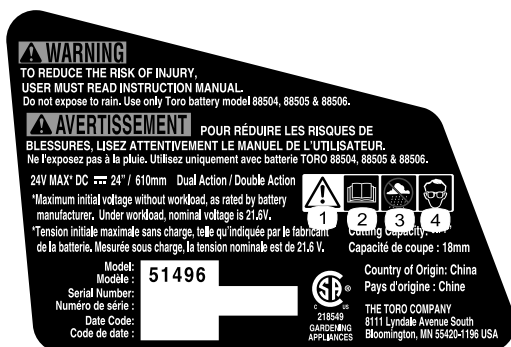 WARNING
TO REDUCE THE RISK OF INJURY,
USER MUST READ INSTRUCTION MANUAL.
Do not expose to rain. Use only Toro battery model 88504, 88505 & 88506.
AVERTISSEMENT POUR RÉDUIRE LES RISQUES DE
BLESSURES, LISEZ ATTENTIVEMENT LE MANUEL DE L'UTILISATEUR.
Ne l'exposez pas à la pluie. Utilisez uniquement avec batterie TORO 88504, 88505 & 88506.
24V MAX* DC 24" / 610mm Dual Action / Double Action
*Maximum initial voltage without workload, as rated by battery
manufacturer. Under workload, nominal voltage is 21.6V.
*Tension initiale maximale sans charge, telle qu'indiquée par le fabricant
de la batterie. Mesurée sous charge, la tension nominale est de 21.6 V.
1 2 3 4
Cutting Capacity:
Capacité de coupe : 18mm
Model:
Modèle :
51496
Serial Number:
Numéro de série :
Date Code:
Code de date :
CSA ®
C US
218549
GARDENING
APPLIANCES
Country of Origin: China
Pays d'origine : Chine
THE TORO COMPANY
8111 Lyndale Avenue South
Bloomington, MN 55420-1196 USA